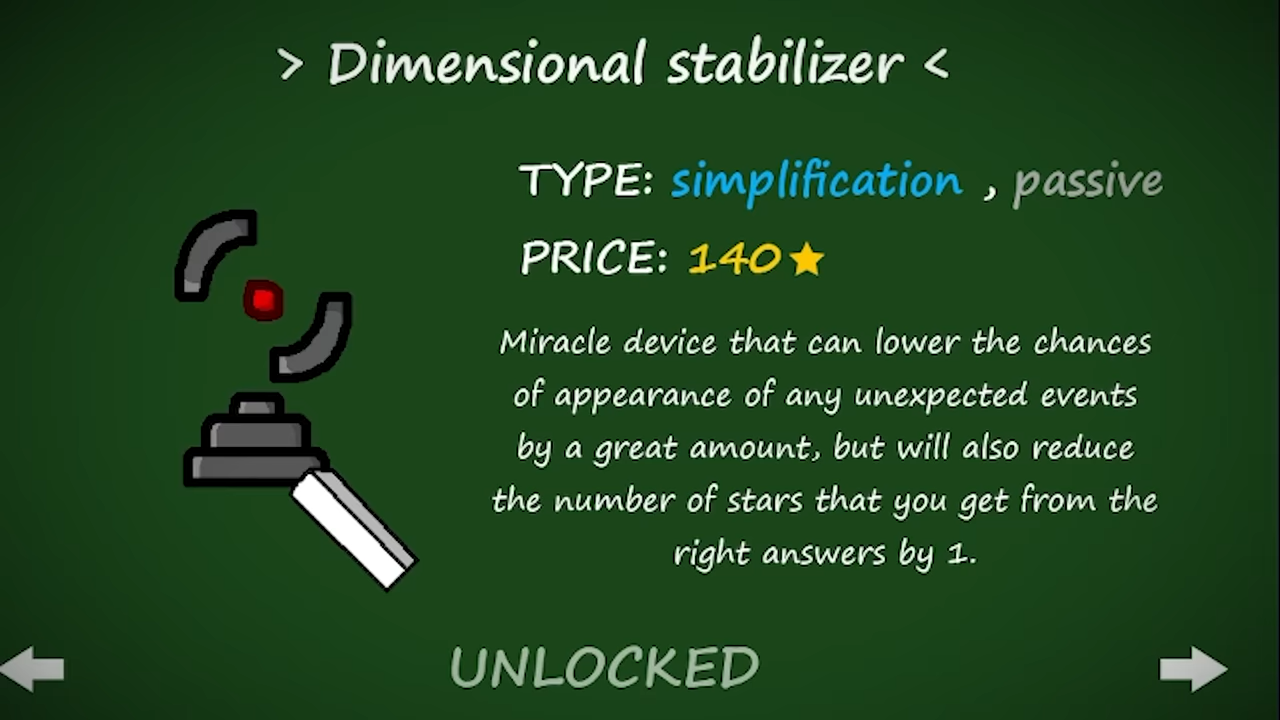 > Dimensional stabilizer <
TYPE: simplification , passive
PRICE: 140★
Miracle device that can lower the chances
of appearance of any unexpected events
by a great amount, but will also reduce
the number of stars that you get from the
right answers by 1.
UNLOCKED